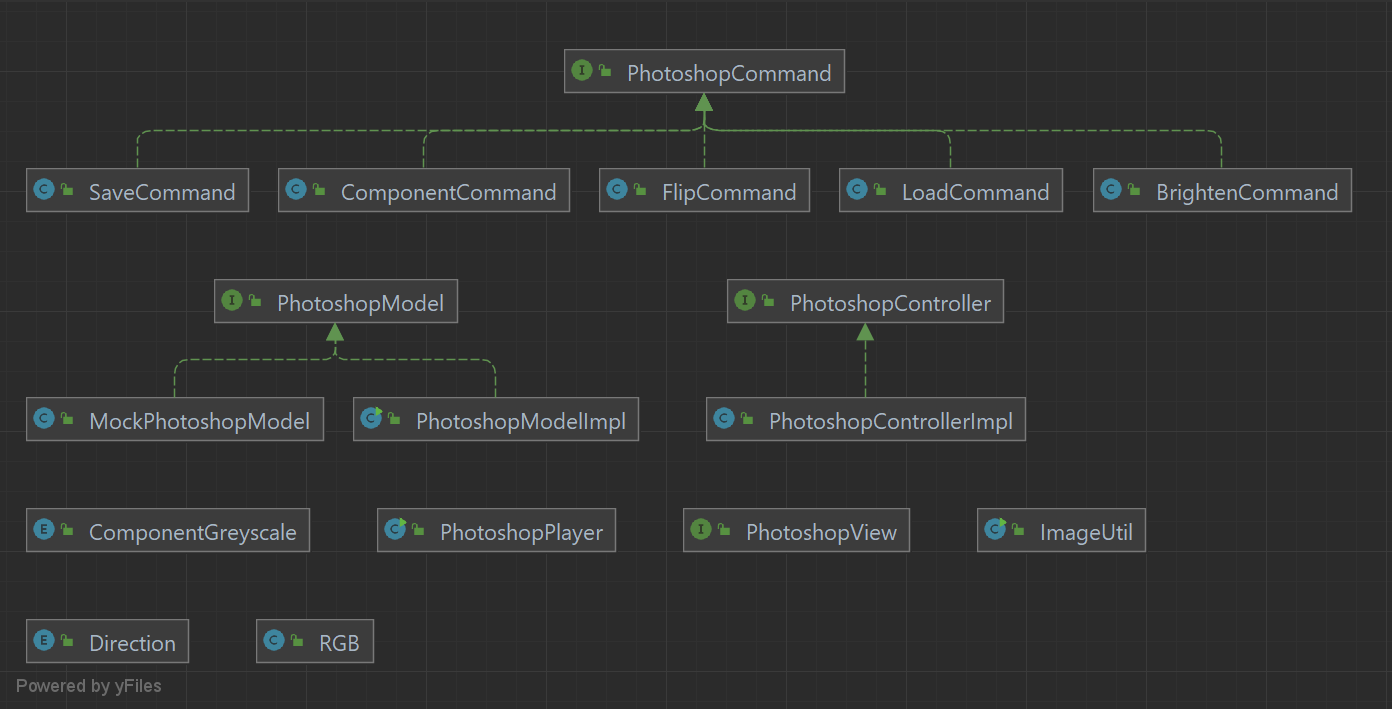 PhotoshopCommand
SaveCommand
ComponentCommand
FlipCommand
LoadCommand
BrightenCommand
PhotoshopModel
PhotoshopController
MockPhotoshopModel
PhotoshopModelImpl
PhotoshopControllerImpl
ComponentGreyscale
PhotoshopPlayer
PhotoshopView
ImageUtil
Direction
RGB
Powered by yFiles